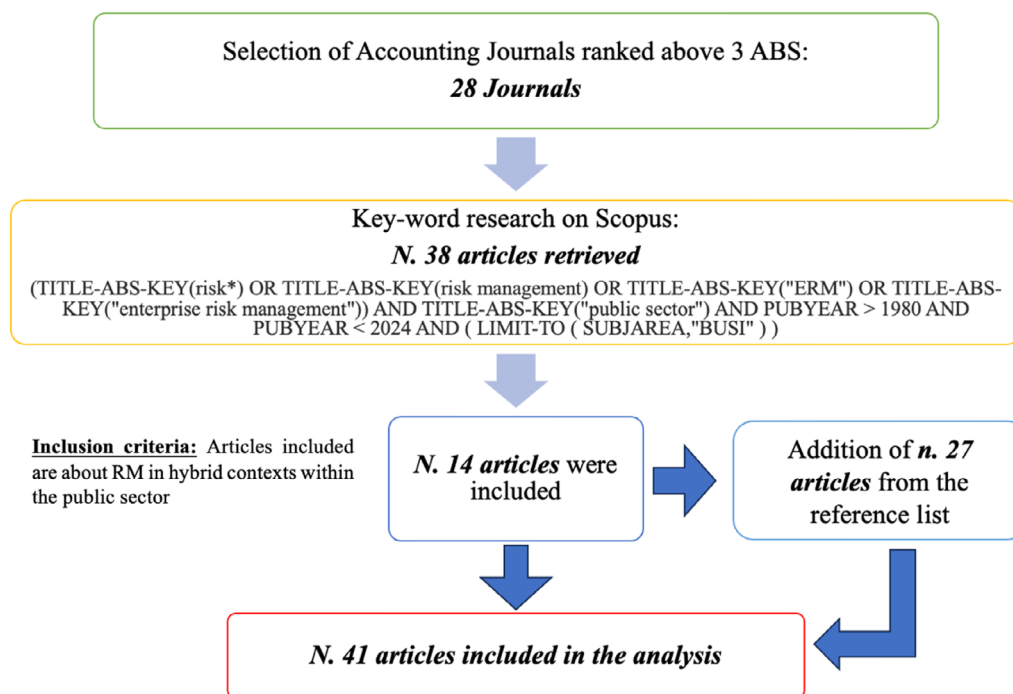 Selection of Accounting Journals ranked above 3 ABS:
28 Journals
Key-word research on Scopus:
N. 38 articles retrieved
(TITLE-ABS-KEY(risk*) OR TITLE-ABS-KEY(risk management) OR TITLE-ABS-KEY("ERM") OR TITLE-ABS-
KEY("enterprise risk management")) AND TITLE-ABS-KEY("public sector") AND PUBYEAR > 1980 AND
PUBYEAR < 2024 AND ( LIMIT-TO ( SUBJAREA,"BUSI" ) )
Inclusion criteria: Articles included
are about RM in hybrid contexts within
the public sector
N. 14 articles were
included
Addition of n. 27
articles from the
reference list
N. 41 articles included in the analysis